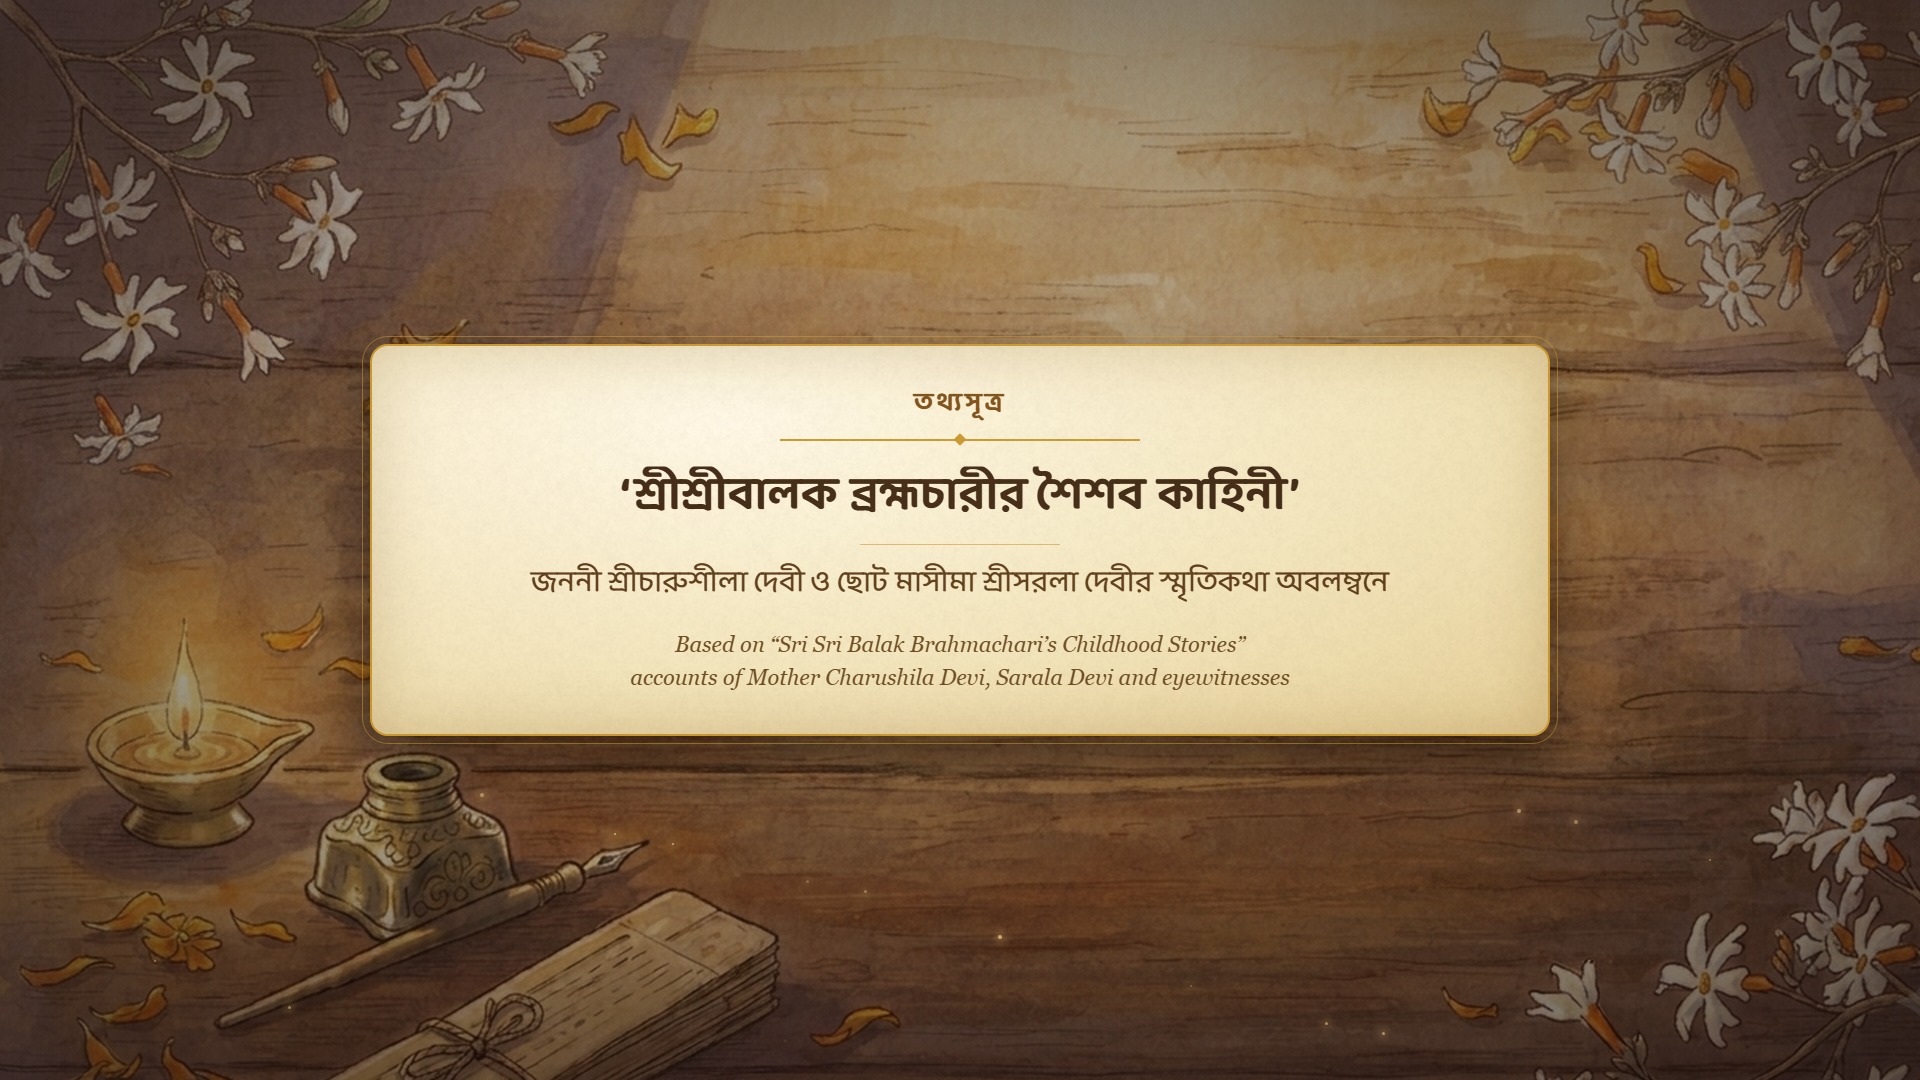 তথ্যসূত্র
‘শ্রীশ্রীবালক ব্রহ্মচারীর শৈশব কাহিনী’
জননী শ্রীচারুশীলা দেবী ও ছোট মাসীমা শ্রীসরলা দেবীর স্মৃতিকথা অবলম্বনে
Based on “Sri Sri Balak Brahmachari’s Childhood Stories”
accounts of Mother Charushila Devi, Sarala Devi and eyewitnesses